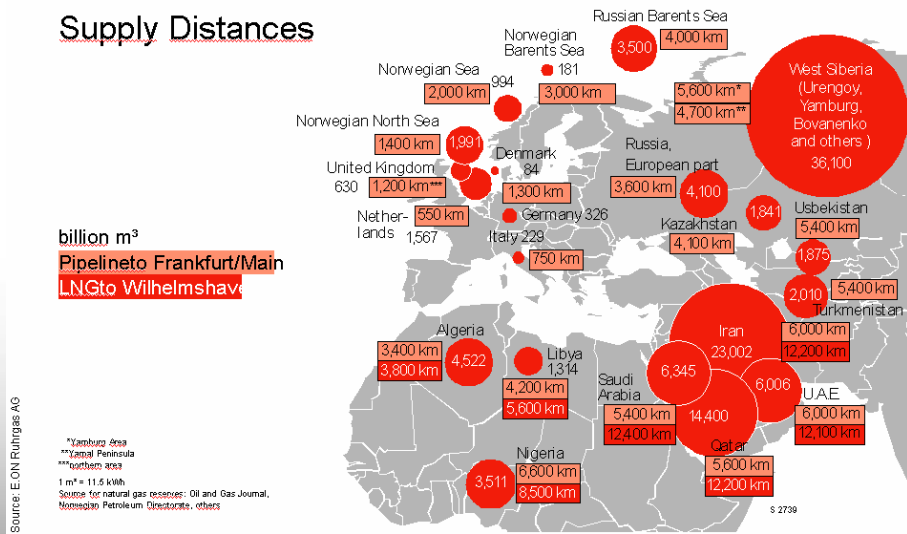 Supply Distances
Russian Barents Sea
3,500
4,000 km
Norwegian
Barents Sea
181
3,000 km
Norwegian Sea
994
2,000 km
West Siberia
(Urengoy,
Yamburg,
Bovanenko
and others )
36,100
5,600 km*
4,700 km**
Norwegian North Sea
1,991
1,400 km
Denmark
84
1,300 km
United Kingdom
630
1,200 km***
Russia,
European part
3,600 km
4,100
Nether-
lands
1,567
550 km
Germany 326
Italy 229
750 km
1,841
Kazakhstan
4,100 km
Usbekistan
5,400 km
1,875
2,010
5,400 km
Turkmenistan
billion m³
Pipelineto Frankfurt/Main
LNGto Wilhelmshave
Iran
23,002
6,000 km
12,200 km
Algeria
4,522
3,400 km
3,800 km
Libya
1,314
4,200 km
5,600 km
6,345
Saudi
Arabia
5,400 km
12,400 km
6,006
U.A.E
6,000 km
12,100 km
14,400
Qatar
5,600 km
12,200 km
Nigeria
3,511
6,600 km
8,500 km
*Yamburg Area
**Yamal Peninsula
***northern area
1 m³ = 11.5 kWh
Source for natural gas reserves: Oil and Gas Journal,
Norwegian Petroleum Directorate, others
S 2739
Source: E.ON Ruhrgas AG